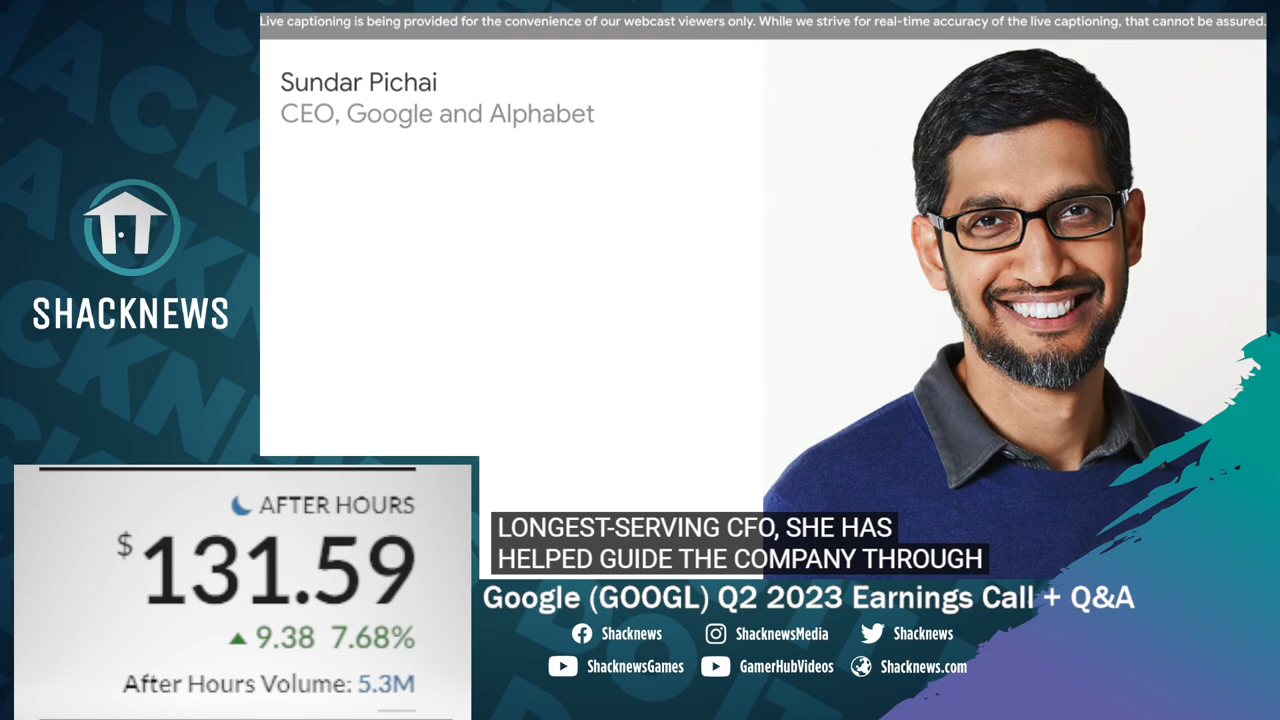 Live captioning is being provided for the convenience of our webcast viewers only. While we strive for real-time accuracy of the live captioning, that cannot be assured.
Sundar Pichai
CEO, Google and Alphabet
SHACKNEWS
AFTER HOURS
$131.59
▲ 9.38 7.68%
After Hours Volume: 5.3M
LONGEST-SERVING CFO, SHE HAS
HELPED GUIDE THE COMPANY THROUGH
Google (GOOGL) Q2 2023 Earnings Call + Q&A
Shacknews ShacknewsMedia Shacknews
ShacknewsGames GamerHubVideos Shacknews.com